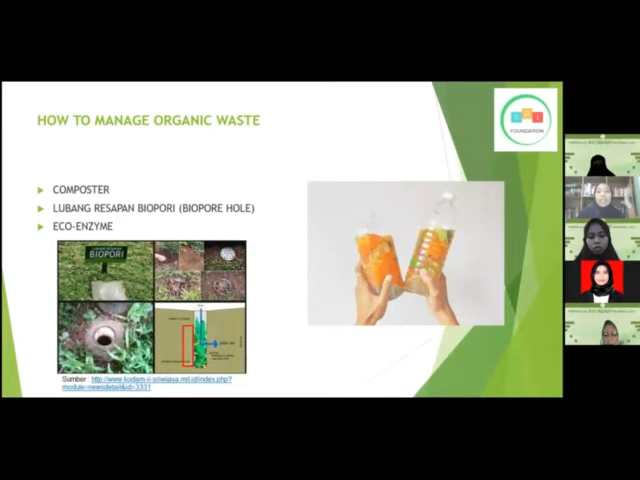 HOW TO MANAGE ORGANIC WASTE
FOUNDATION
COMPOSTER
LUBANG RESAPAN BIOPORI (BIOPORE HOLE)
ECO-ENZYME
BIOPORI
Sumber : http://www.kodam-ii-sriwijaya.mil.id/index.php?
module=newsdetail&id=3331